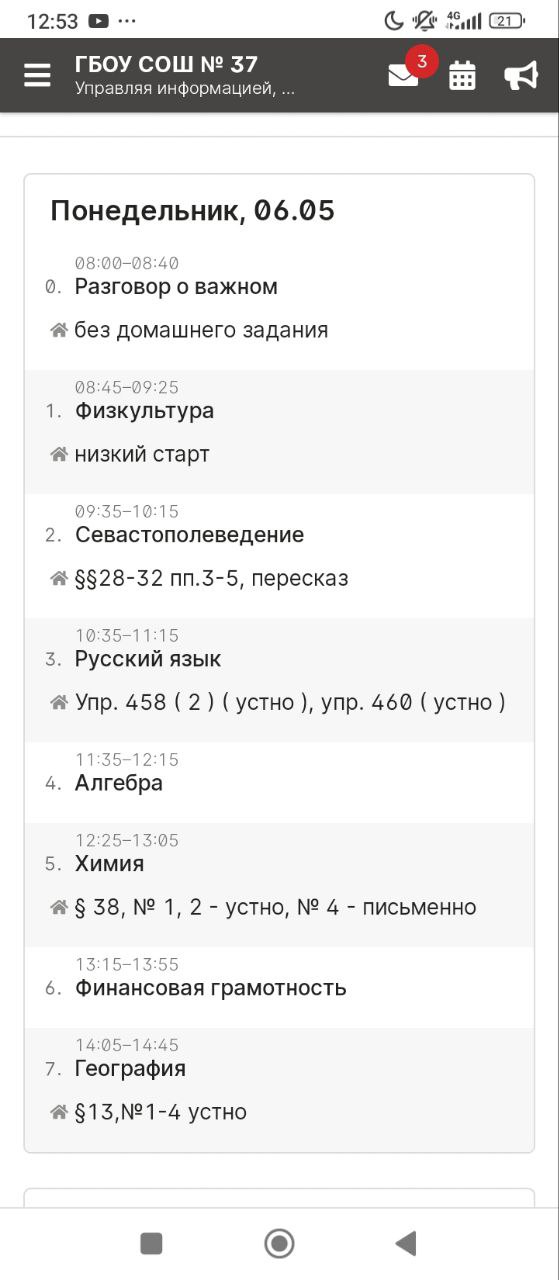 12:53 ...
4G 21
ГБОУ СОШ № 37
Управляя информацией, ...
3
Понедельник, 06.05
08:00–08:40
0. Разговор о важном
без домашнего задания
08:45–09:25
1. Физкультура
низкий старт
09:35–10:15
2. Севастополеведение
§§28-32 пп.3-5, пересказ
10:35–11:15
3. Русский язык
Упр. 458 ( 2 ) ( устно ), упр. 460 ( устно )
11:35–12:15
4. Алгебра
12:25–13:05
5. Химия
§ 38, № 1, 2 - устно, № 4 - письменно
13:15–13:55
6. Финансовая грамотность
14:05–14:45
7. География
§13,№1-4 устно